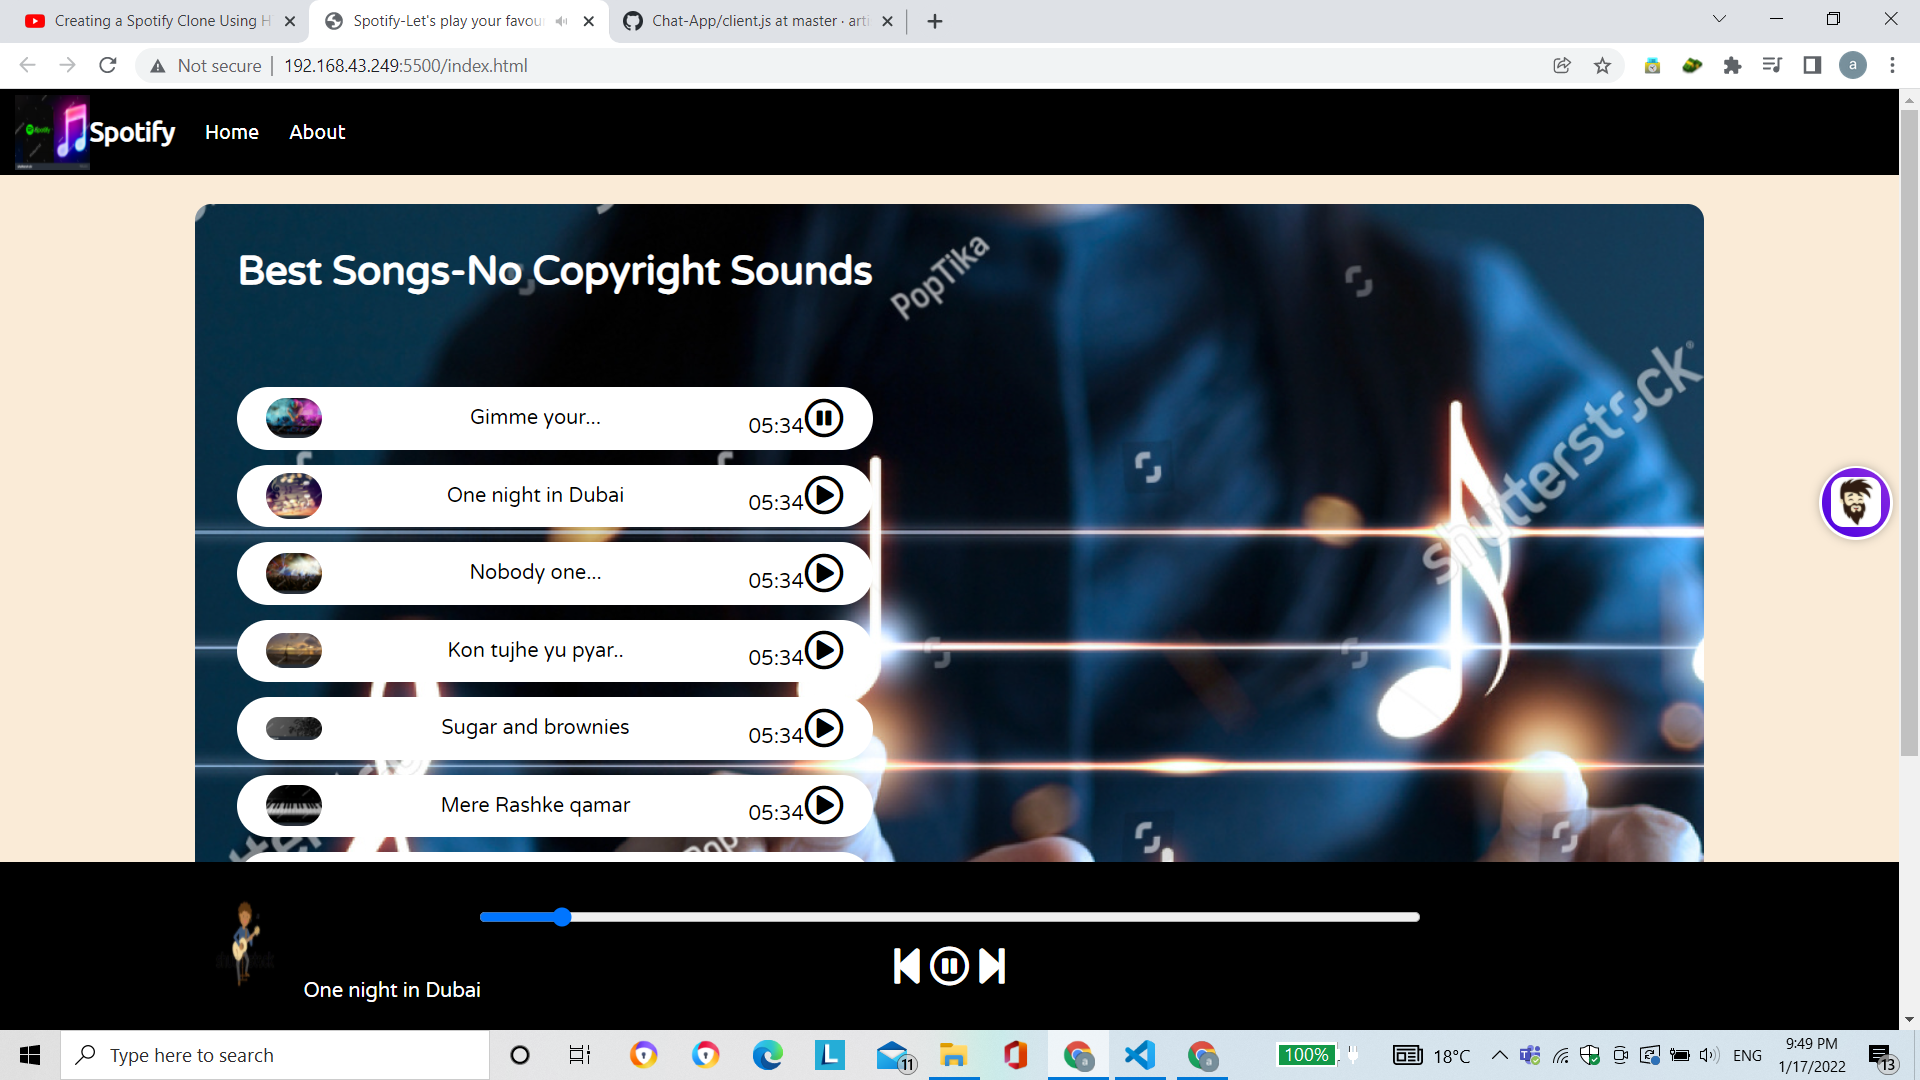 Creating a Spotify Clone Using H
Spotify-Let's play your favour
Chat-App/client.js at master · arti
Not secure
192.168.43.249:5500/index.html
a
Spotify
Home
About
Best Songs-No Copyright Sounds
PopTika
shutterstock
Gimme your...
05:34
One night in Dubai
05:34
Nobody one...
05:34
Kon tujhe yu pyar..
05:34
Sugar and brownies
05:34
Mere Rashke qamar
05:34
One night in Dubai
Type here to search
L
11
a
a
100%
18°C
ENG
9:49 PM
1/17/2022
13